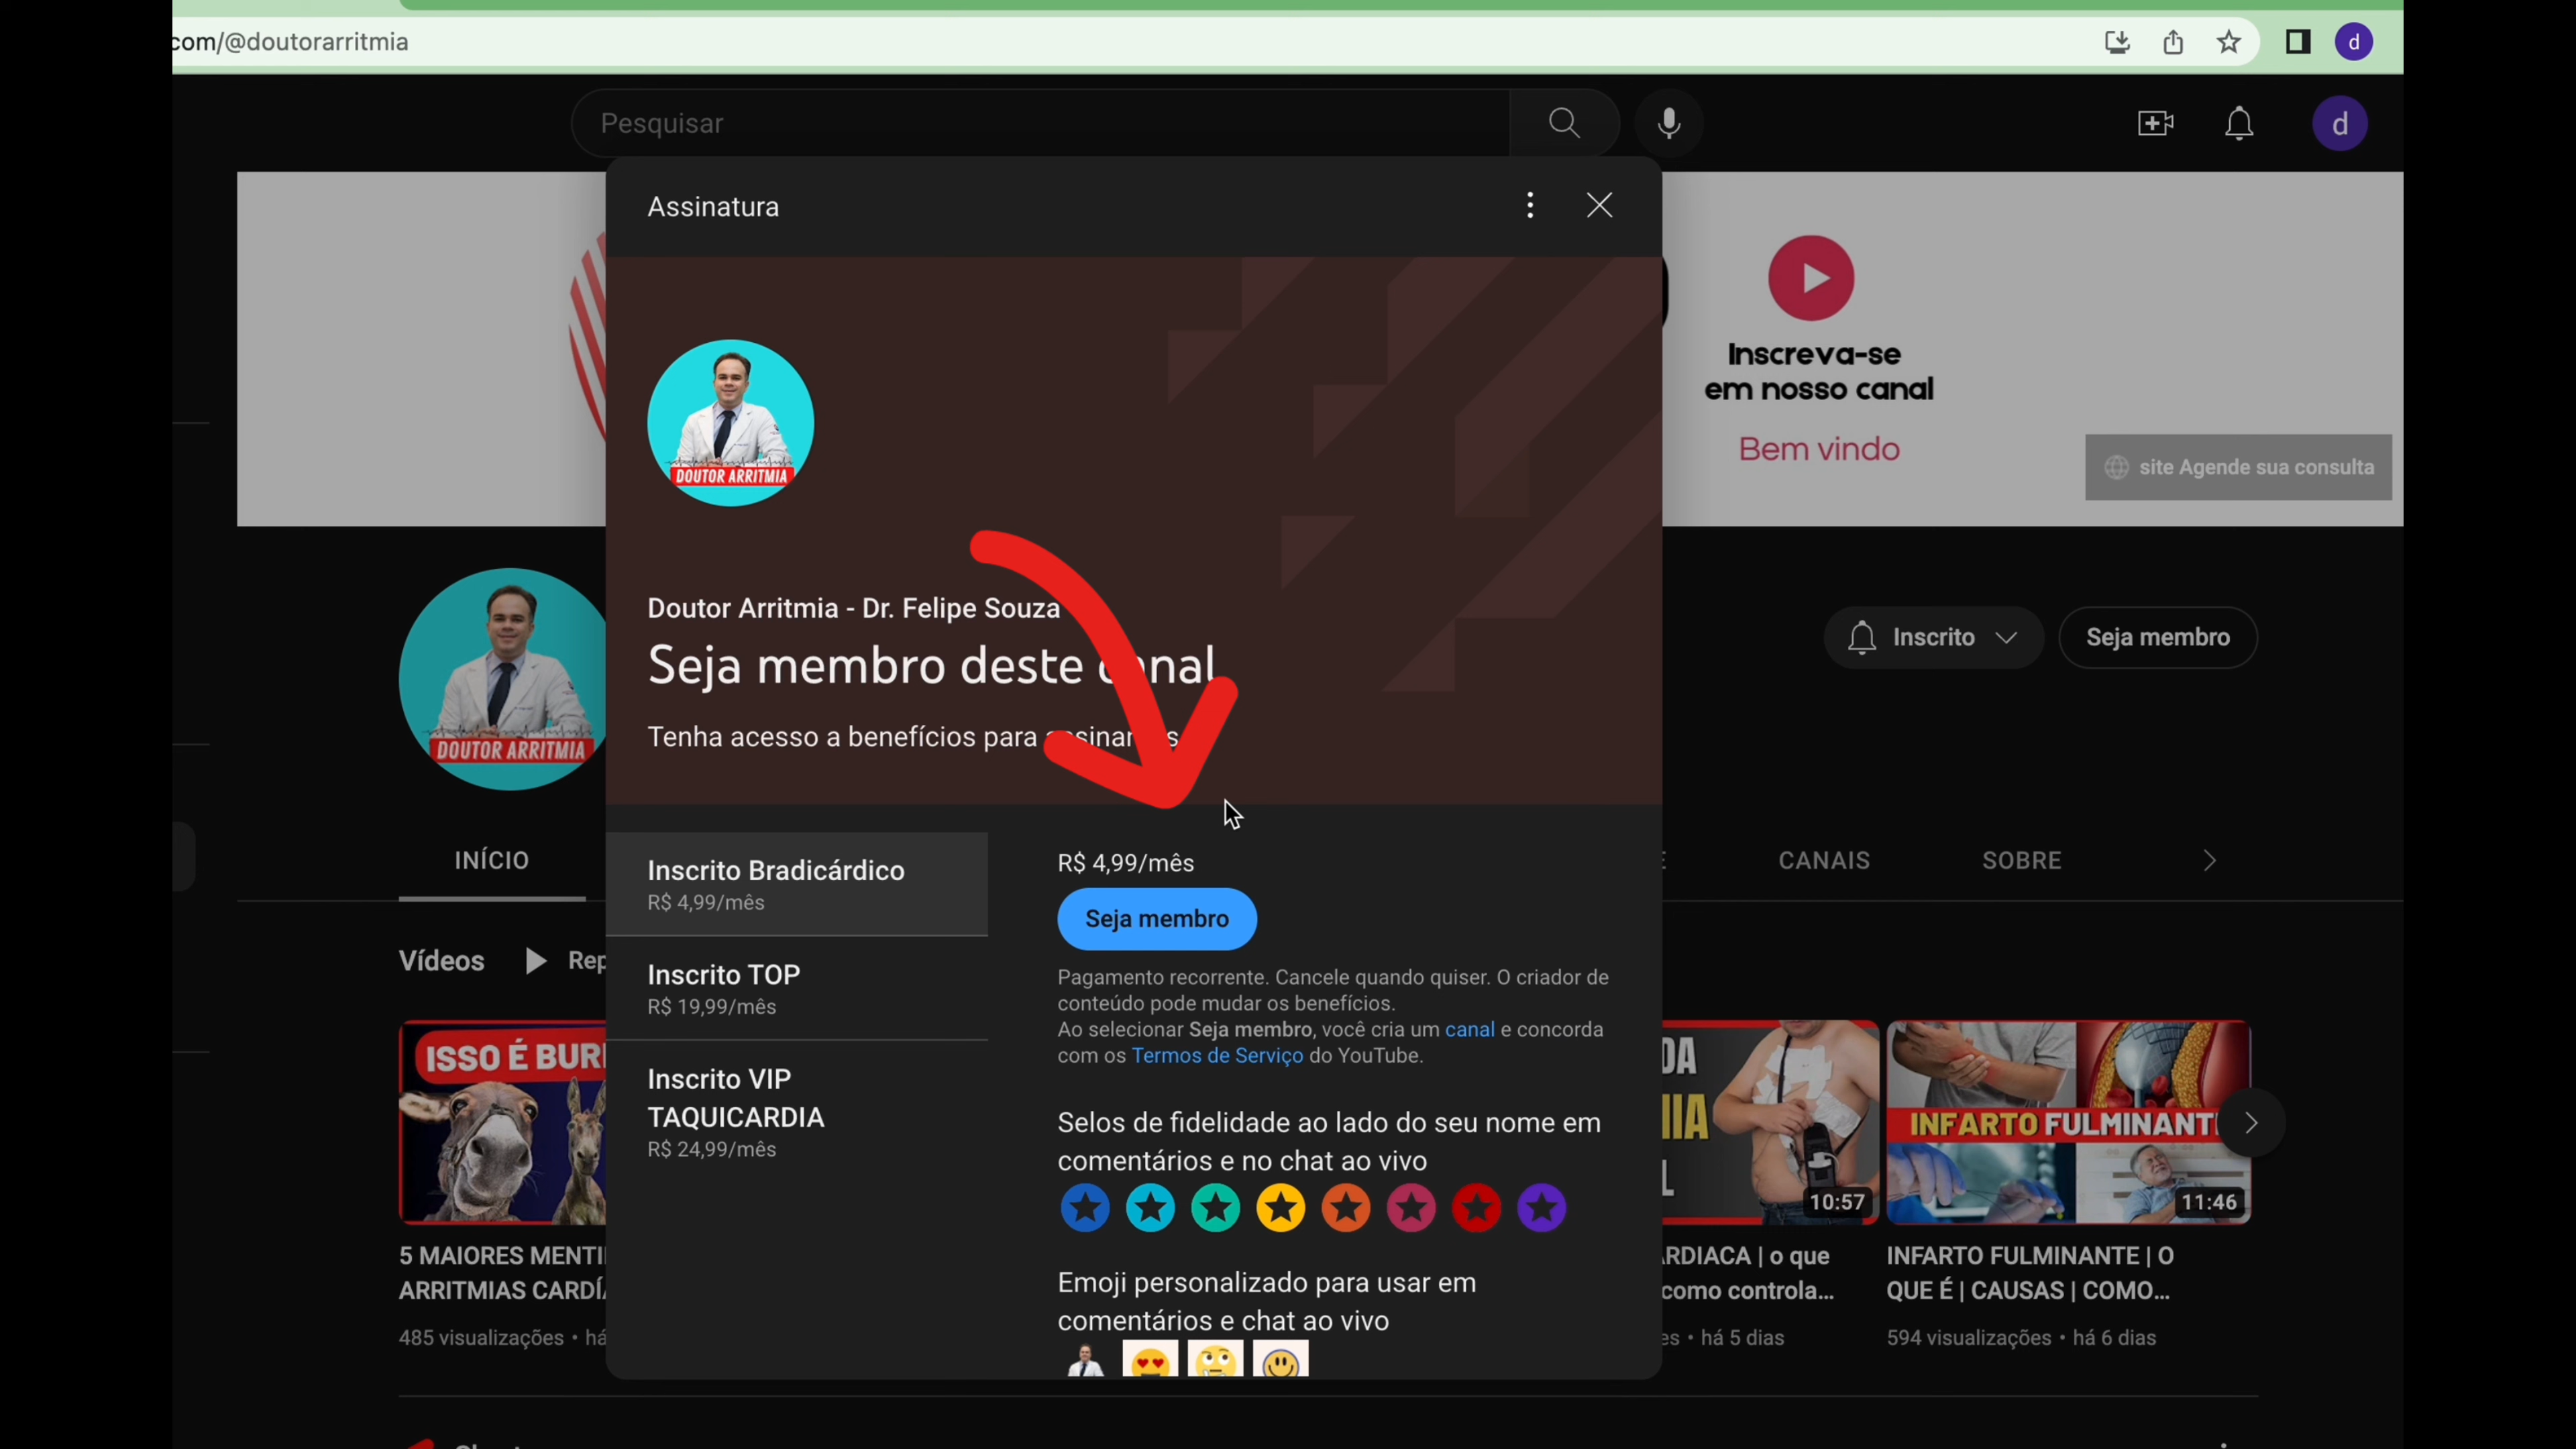 com/@doutorarritmia
d
Pesquisar
d
Assinatura
DOUTOR ARRITMIA
Doutor Arritmia - Dr. Felipe Souza
Seja membro deste canal
Tenha acesso a benefícios para
Inscreva-se
em nosso canal
Bem vindo
site Agende sua consulta
DOUTOR ARRITMIA
Inscrito
Seja membro
INÍCIO
CANAIS
SOBRE
Inscrito Bradicárdico
R$ 4,99/mês
Inscrito TOP
R$ 19,99/mês
Inscrito VIP
TAQUICARDIA
R$ 24,99/mês
R$ 4,99/mês
Seja membro
Pagamento recorrente. Cancele quando quiser. O criador de
conteúdo pode mudar os benefícios.
Ao selecionar Seja membro, você cria um canal e concorda
com os Termos de Serviço do YouTube.
Selos de fidelidade ao lado do seu nome em
comentários e no chat ao vivo
Emoji personalizado para usar em
comentários e chat ao vivo
Vídeos
Rep
ISSO É BURR
5 MAIORES MENTI
ARRITMIAS CARDÍA
485 visualizações • há
DA
IIA
L
10:57
RDIACA | o que
como controla...
es • há 5 dias
INFARTO FULMINANT
11:46
INFARTO FULMINANTE | O
QUE É | CAUSAS | COMO...
594 visualizações • há 6 dias